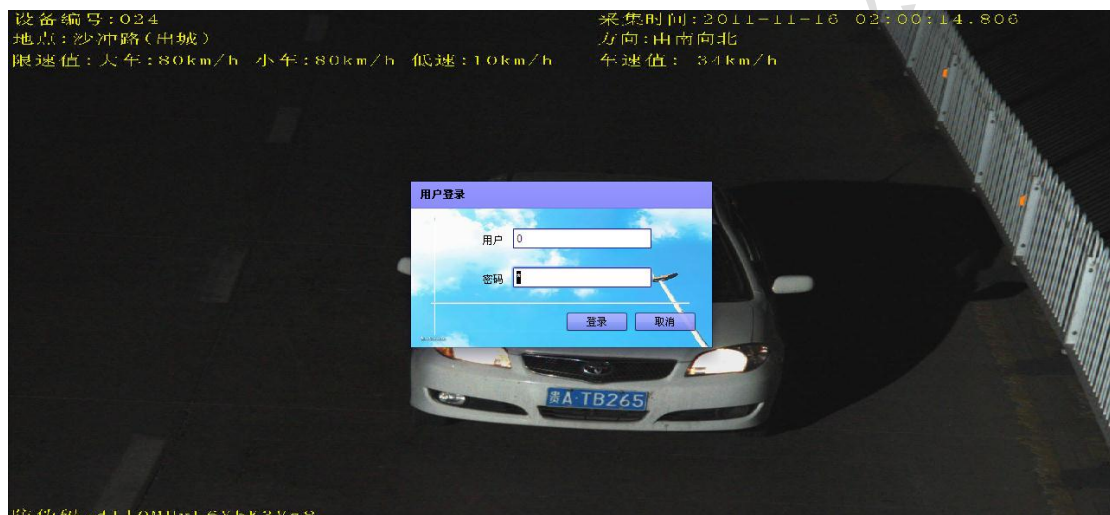 设备编号:024
采集时间:2011-11-16 02:00:14.806
地点:沙冲路(出城)
方向:由南向北
限速值:大车:80km/h 小车:80km/h 低速:10km/h
车速值: 34km/h
用户登录
用户 0
密码 *
登录 取消
贵A·TB265